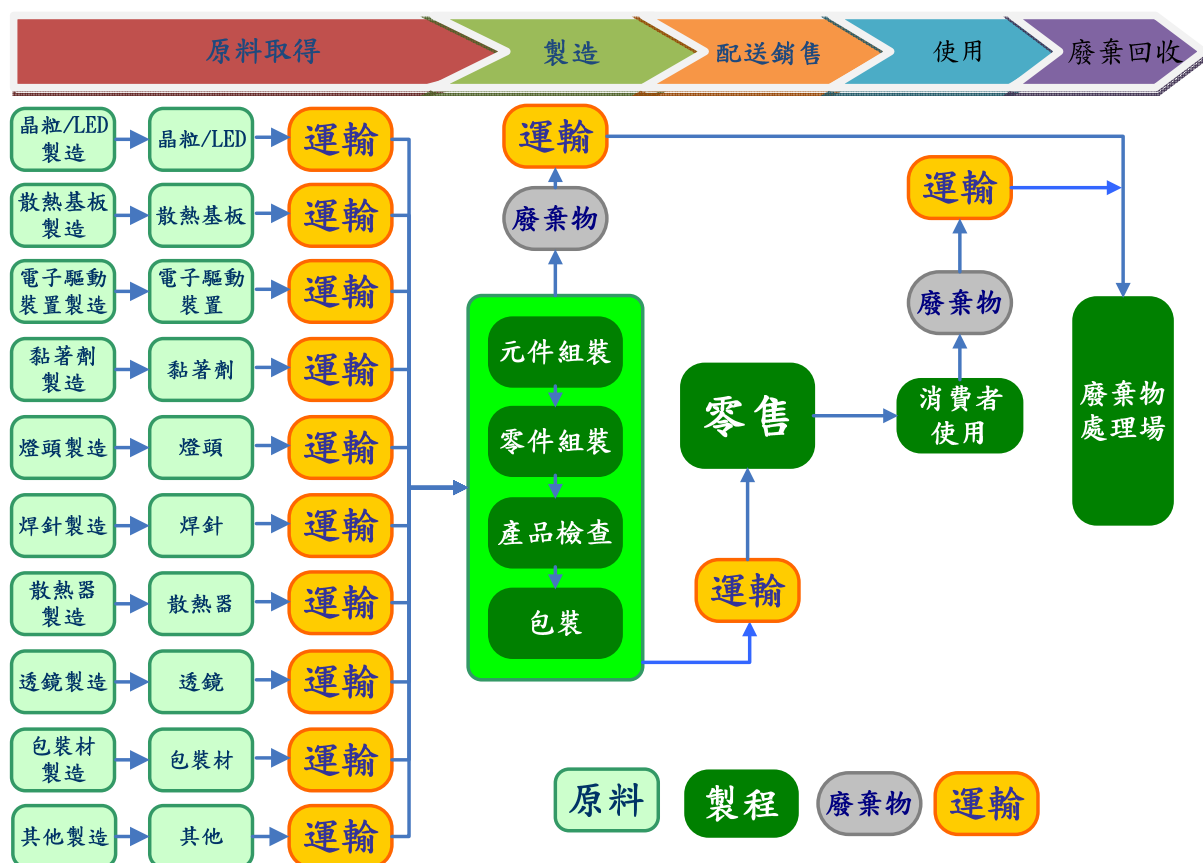 原料取得
製造
配送銷售
使用
廢棄回收
晶粒/LED
製造
晶粒/LED
運輸
散熱基板
製造
散熱基板
運輸
電子驅動
裝置製造
電子驅動
裝置
運輸
黏著劑
製造
黏著劑
運輸
燈頭製造
燈頭
運輸
焊針製造
焊針
運輸
散熱器
製造
散熱器
運輸
透鏡製造
透鏡
運輸
包裝材
製造
包裝材
運輸
其他製造
其他
運輸
運輸
廢棄物
元件組裝
零件組裝
產品檢查
包裝
零售
運輸
運輸
廢棄物
消費者
使用
廢棄物
處理場
原料
製程
廢棄物
運輸